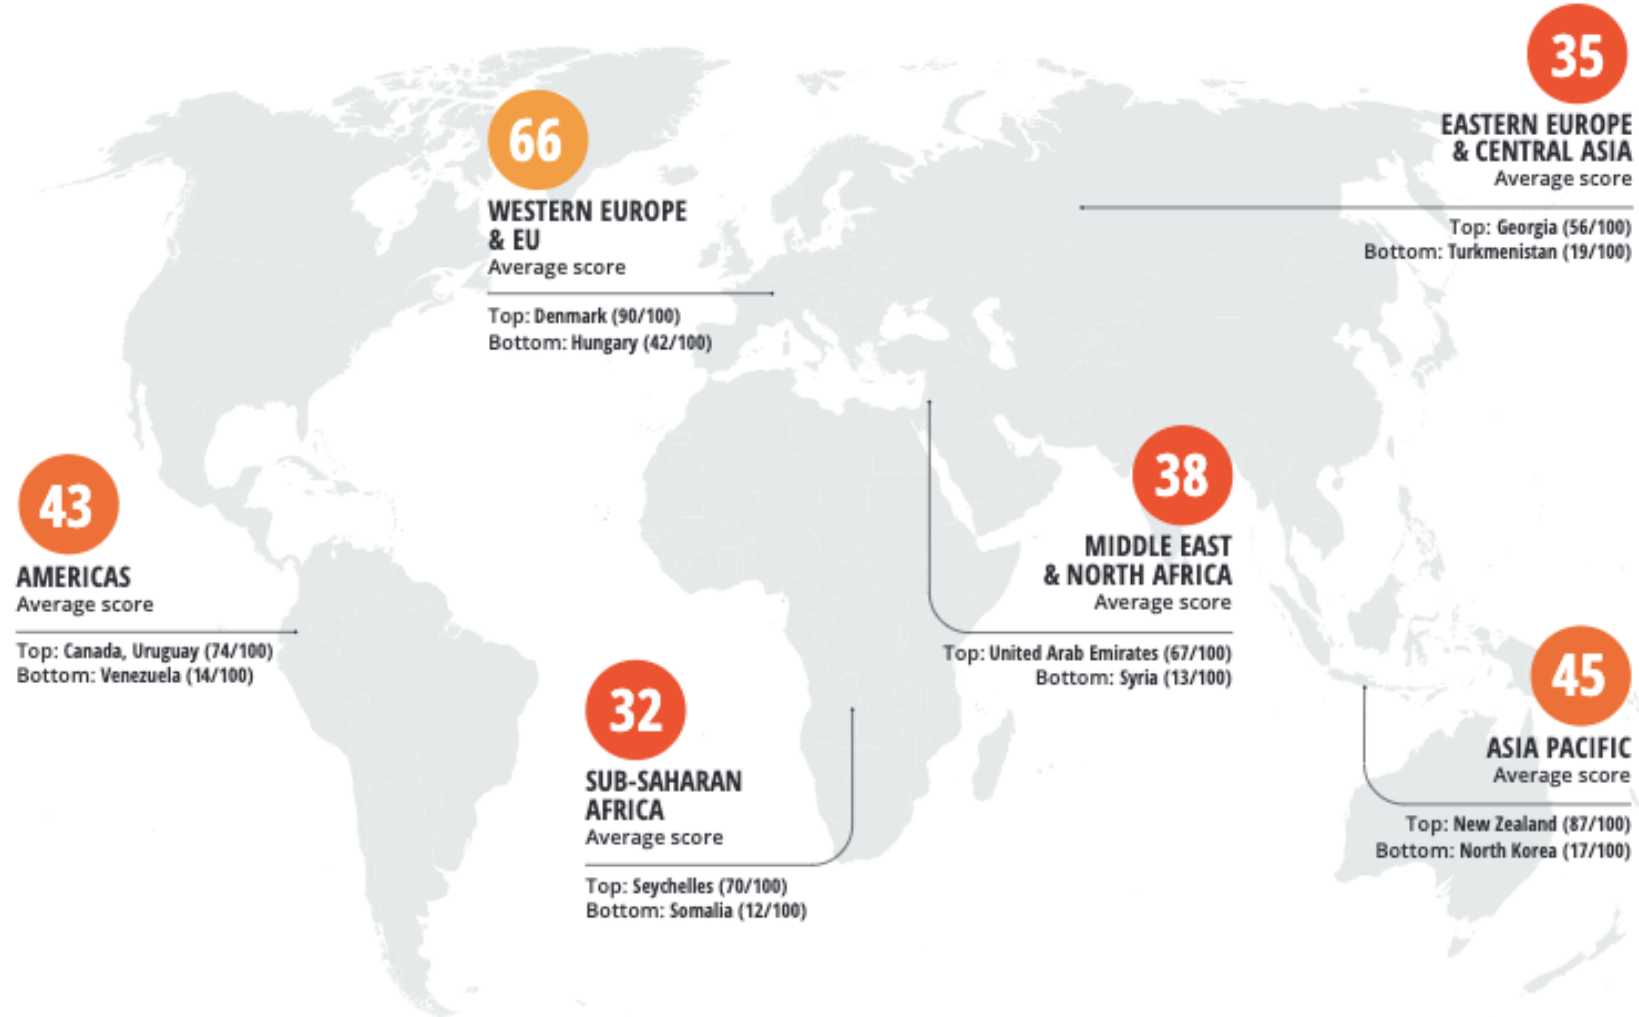 35
EASTERN EUROPE
& CENTRAL ASIA
Average score
Top: Georgia (56/100)
Bottom: Turkmenistan (19/100)
66
WESTERN EUROPE
& EU
Average score
Top: Denmark (90/100)
Bottom: Hungary (42/100)
43
AMERICAS
Average score
Top: Canada, Uruguay (74/100)
Bottom: Venezuela (14/100)
38
MIDDLE EAST
& NORTH AFRICA
Average score
Top: United Arab Emirates (67/100)
Bottom: Syria (13/100)
32
SUB-SAHARAN
AFRICA
Average score
Top: Seychelles (70/100)
Bottom: Somalia (12/100)
45
ASIA PACIFIC
Average score
Top: New Zealand (87/100)
Bottom: North Korea (17/100)